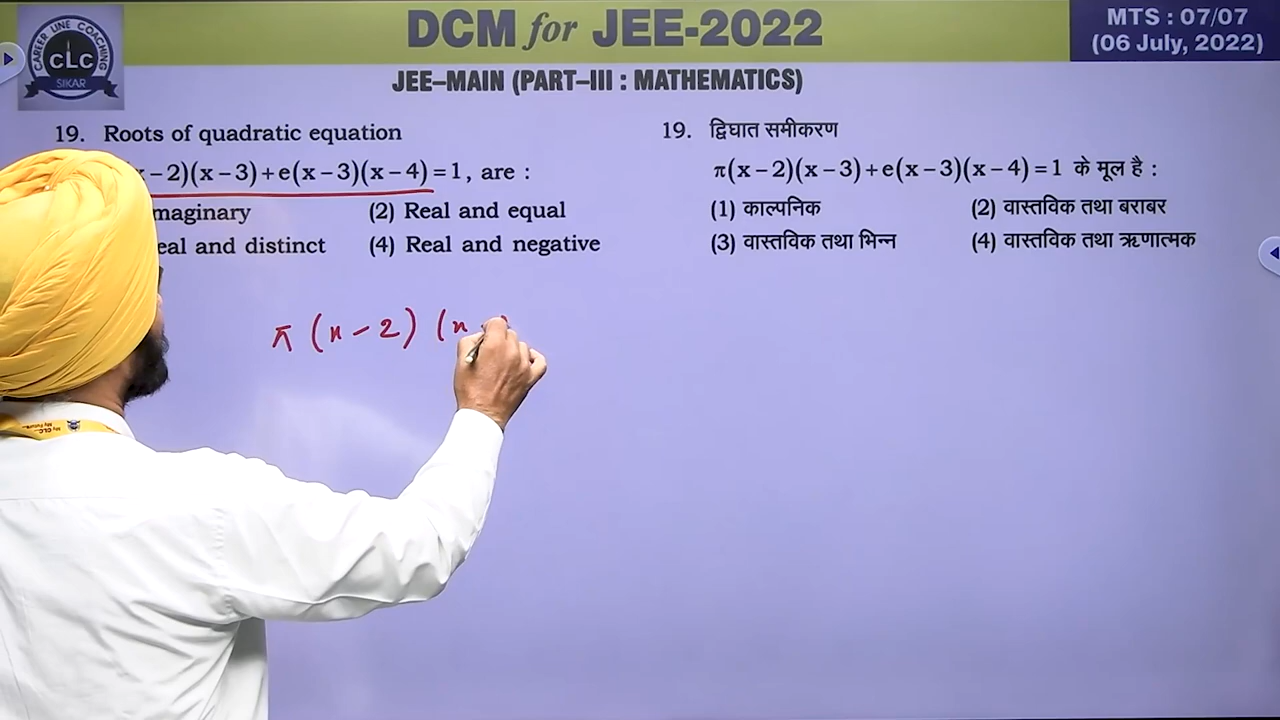 DCM for JEE-2022
MTS : 07/07
(06 July, 2022)
CAREER LINE COACHING
CLC
SIKAR
JEE–MAIN (PART–III : MATHEMATICS)
19. Roots of quadratic equation
– 2)(x – 3) + e(x – 3)(x – 4) = 1, are :
maginary (2) Real and equal
eal and distinct (4) Real and negative
19. द्विघात समीकरण
π(x – 2)(x – 3) + e(x – 3)(x – 4) = 1 के मूल है :
(1) काल्पनिक (2) वास्तविक तथा बराबर
(3) वास्तविक तथा भिन्न (4) वास्तविक तथा ऋणात्मक
π (x – 2) (x